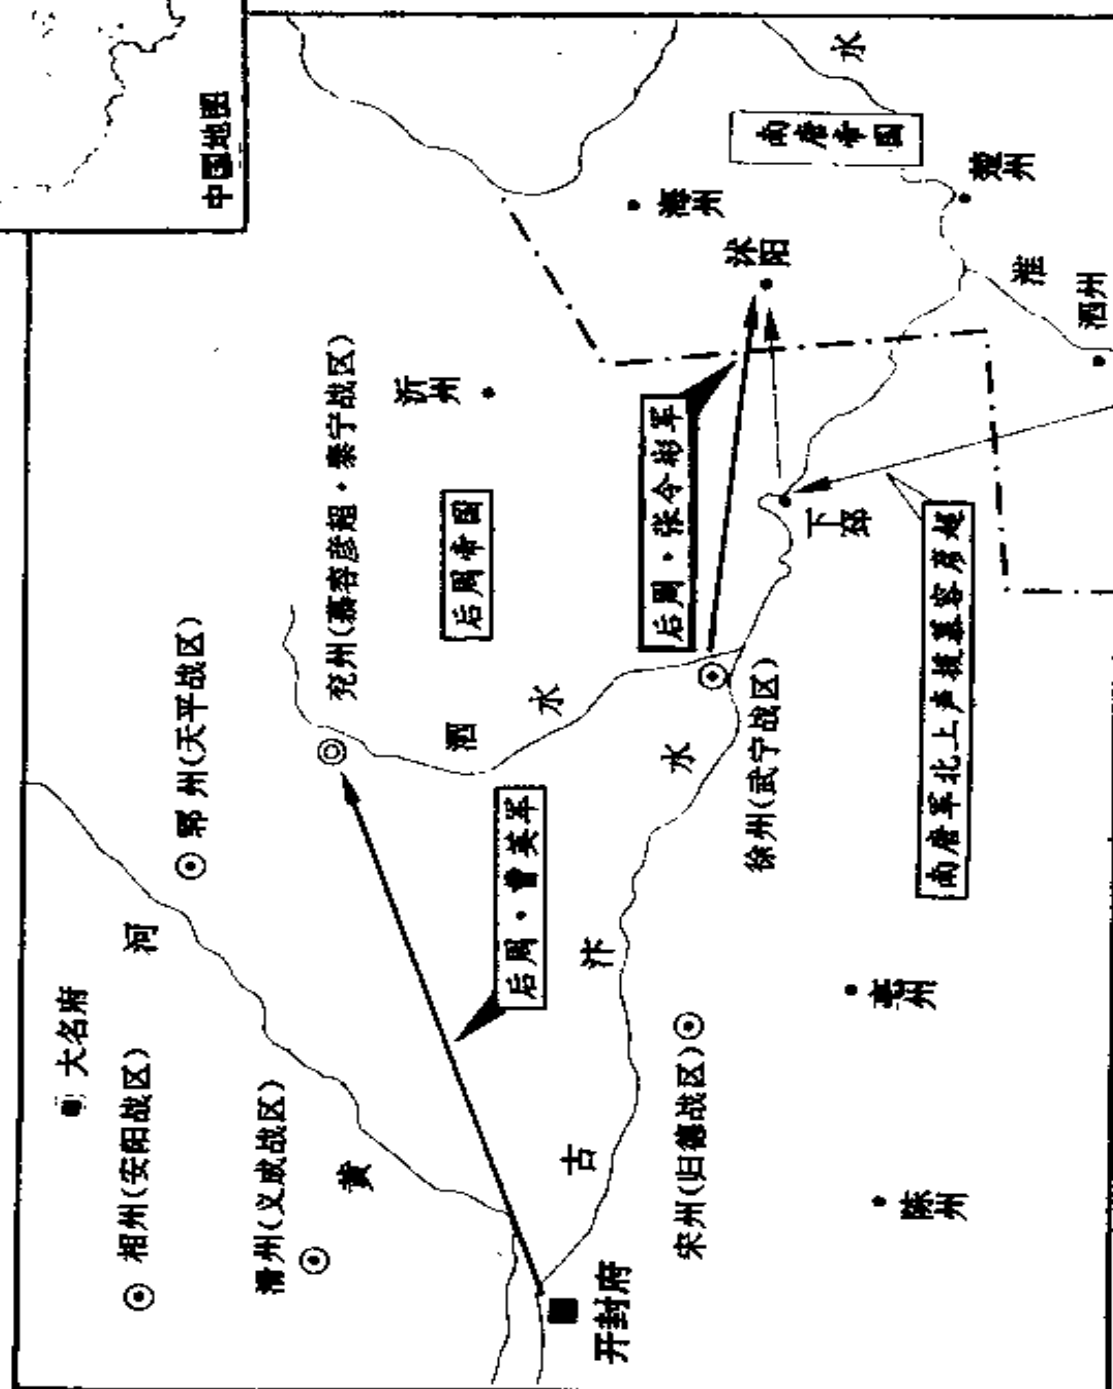 中国地图
大名府
相州(安阳战区)
滑州(义成战区)
黄
河
郓州(天平战区)
兖州(慕容彦超·泰宁战区)
后周帝国
沂州
后周·曹英军
泗
水
开封府
古
汴
水
宋州(归德战区)
徐州(武宁战区)
后周·张令彬军
海州
沭阳
南唐帝国
下邳
南唐军北上声援慕容彦超
亳州
陈州
楚州
淮
水
泗州